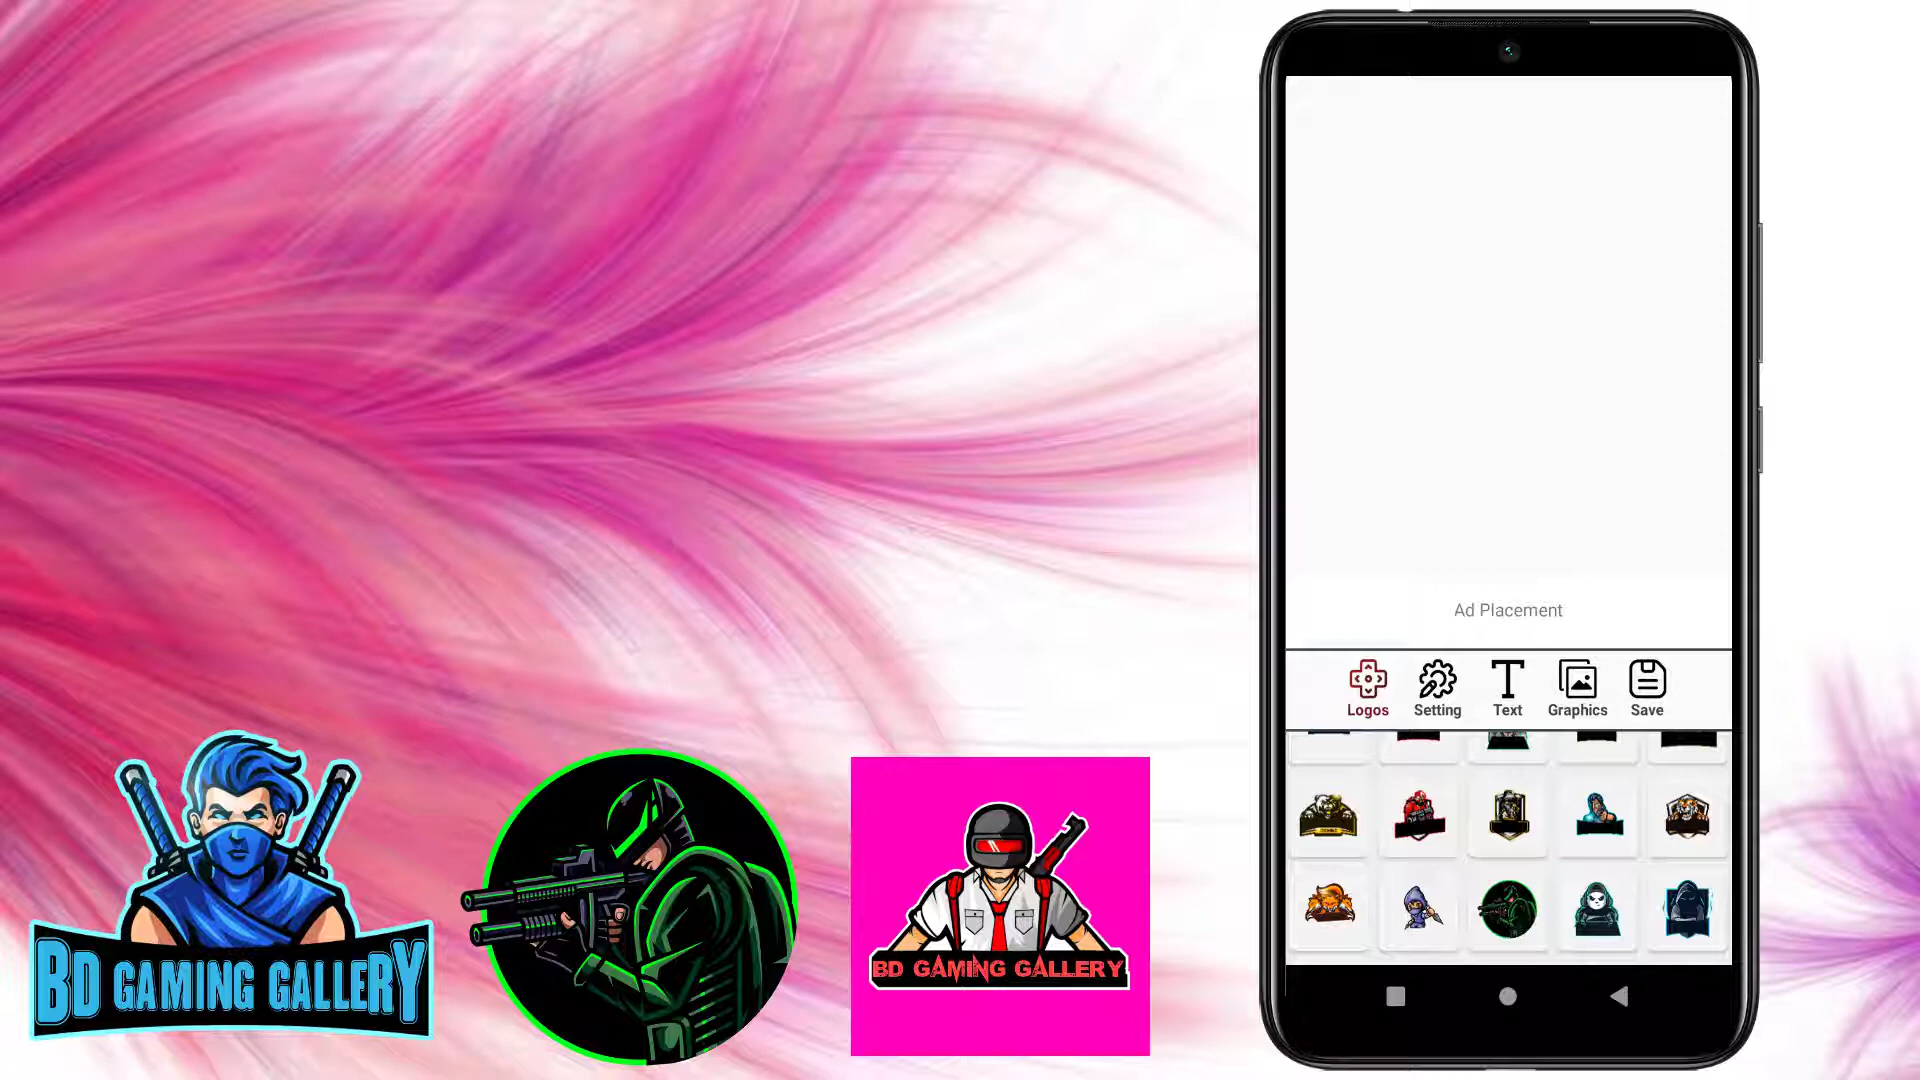 Ad Placement
Logos
Setting
Text
Graphics
Save
BD GAMING GALLERY
BD GAMING GALLERY